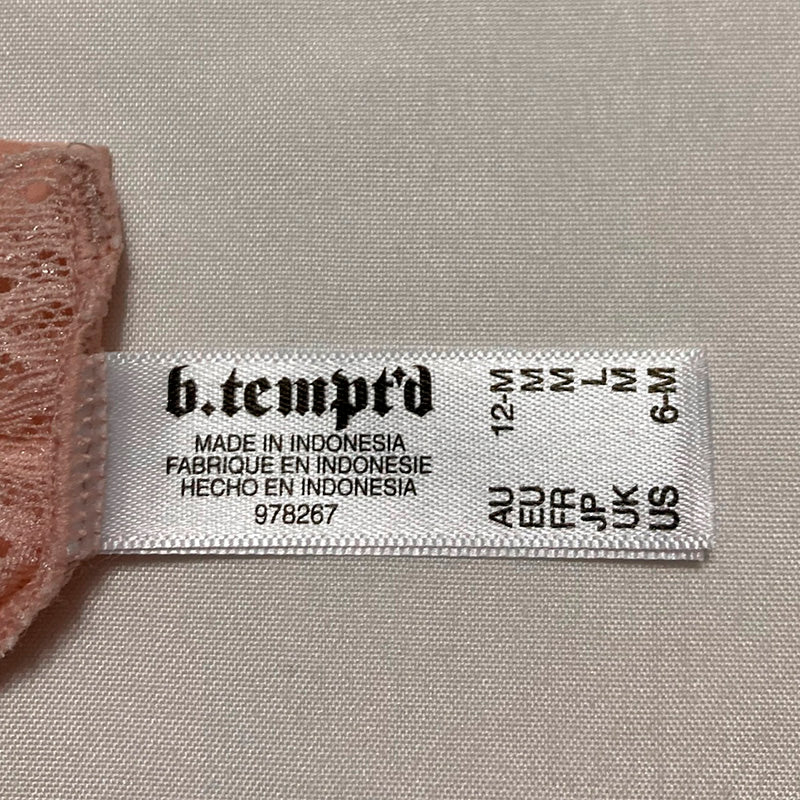 b.tempt'd
MADE IN INDONESIA
FABRIQUE EN INDONESIE
HECHO EN INDONESIA
978267
AU 12-M
EU M
FR M
JP L
UK M
US 6-M